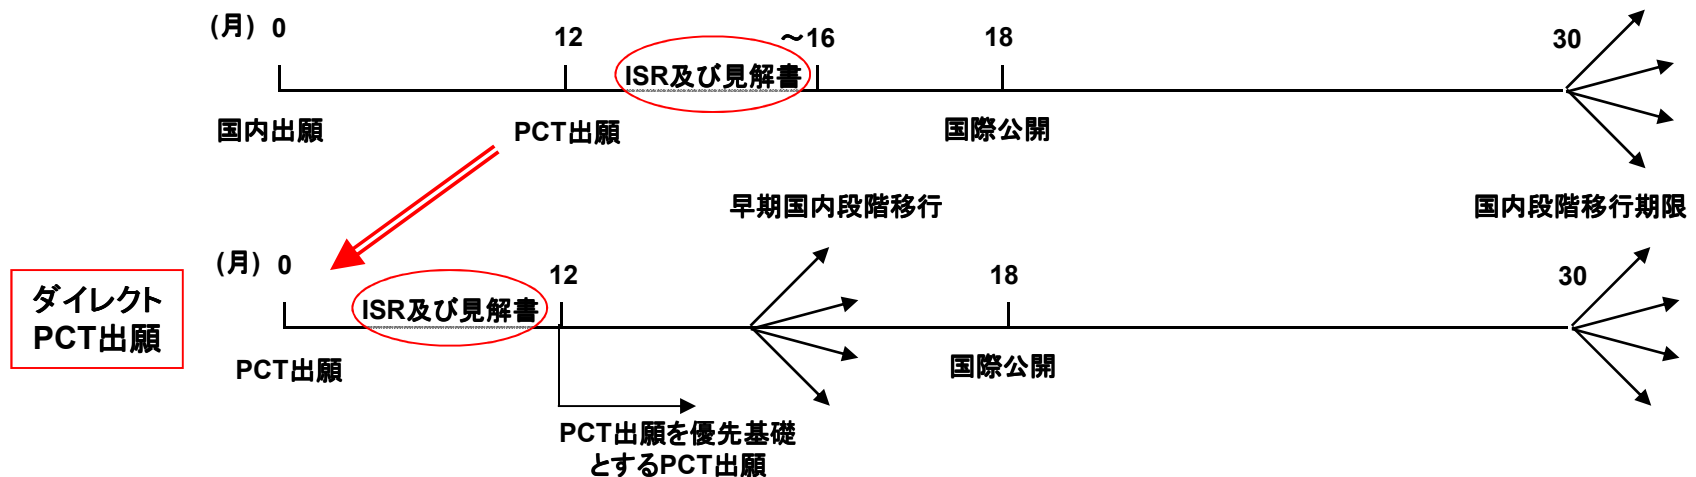 (月) 0
12
～16
18
30
ISR及び見解書
国内出願
PCT出願
国際公開
早期国内段階移行
国内段階移行期限
ダイレクト
PCT出願
(月) 0
12
18
30
ISR及び見解書
PCT出願
国際公開
PCT出願を優先基礎
とするPCT出願